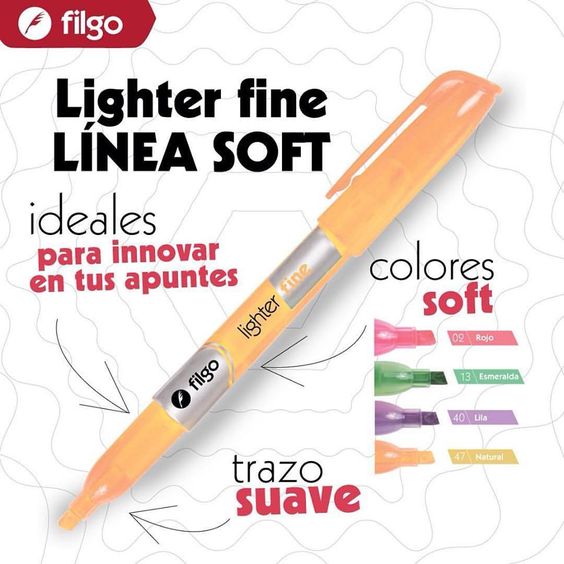 filgo
Lighter fine
LÍNEA SOFT
ideales
para innovar
en tus apuntes
colores
soft
lighter fine
filgo
02 Rojo
13 Esmeralda
40 Lila
47 Natural
trazo
suave